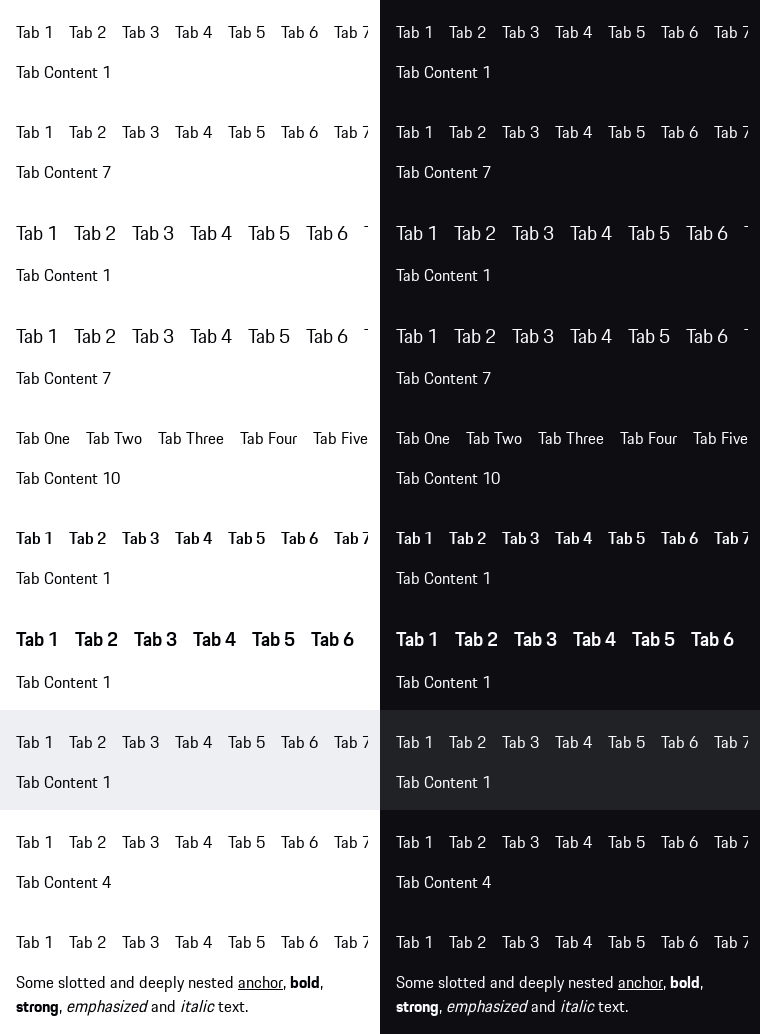 Tab 1 Tab 2 Tab 3 Tab 4 Tab 5 Tab 6 Tab 7
Tab Content 1
Tab 1 Tab 2 Tab 3 Tab 4 Tab 5 Tab 6 Tab 7
Tab Content 7
Tab 1 Tab 2 Tab 3 Tab 4 Tab 5 Tab 6
Tab Content 1
Tab 1 Tab 2 Tab 3 Tab 4 Tab 5 Tab 6
Tab Content 7
Tab One Tab Two Tab Three Tab Four Tab Five
Tab Content 10
Tab 1 Tab 2 Tab 3 Tab 4 Tab 5 Tab 6 Tab 7
Tab Content 1
Tab 1 Tab 2 Tab 3 Tab 4 Tab 5 Tab 6
Tab Content 1
Tab 1 Tab 2 Tab 3 Tab 4 Tab 5 Tab 6 Tab 7
Tab Content 1
Tab 1 Tab 2 Tab 3 Tab 4 Tab 5 Tab 6 Tab 7
Tab Content 4
Tab 1 Tab 2 Tab 3 Tab 4 Tab 5 Tab 6 Tab 7
Some slotted and deeply nested anchor, bold,
strong, emphasized and italic text.
Tab 1 Tab 2 Tab 3 Tab 4 Tab 5 Tab 6 Tab 7
Tab Content 1
Tab 1 Tab 2 Tab 3 Tab 4 Tab 5 Tab 6 Tab 7
Tab Content 7
Tab 1 Tab 2 Tab 3 Tab 4 Tab 5 Tab 6
Tab Content 1
Tab 1 Tab 2 Tab 3 Tab 4 Tab 5 Tab 6
Tab Content 7
Tab One Tab Two Tab Three Tab Four Tab Five
Tab Content 10
Tab 1 Tab 2 Tab 3 Tab 4 Tab 5 Tab 6 Tab 7
Tab Content 1
Tab 1 Tab 2 Tab 3 Tab 4 Tab 5 Tab 6
Tab Content 1
Tab 1 Tab 2 Tab 3 Tab 4 Tab 5 Tab 6 Tab 7
Tab Content 1
Tab 1 Tab 2 Tab 3 Tab 4 Tab 5 Tab 6 Tab 7
Tab Content 4
Tab 1 Tab 2 Tab 3 Tab 4 Tab 5 Tab 6 Tab 7
Some slotted and deeply nested anchor, bold,
strong, emphasized and italic text.